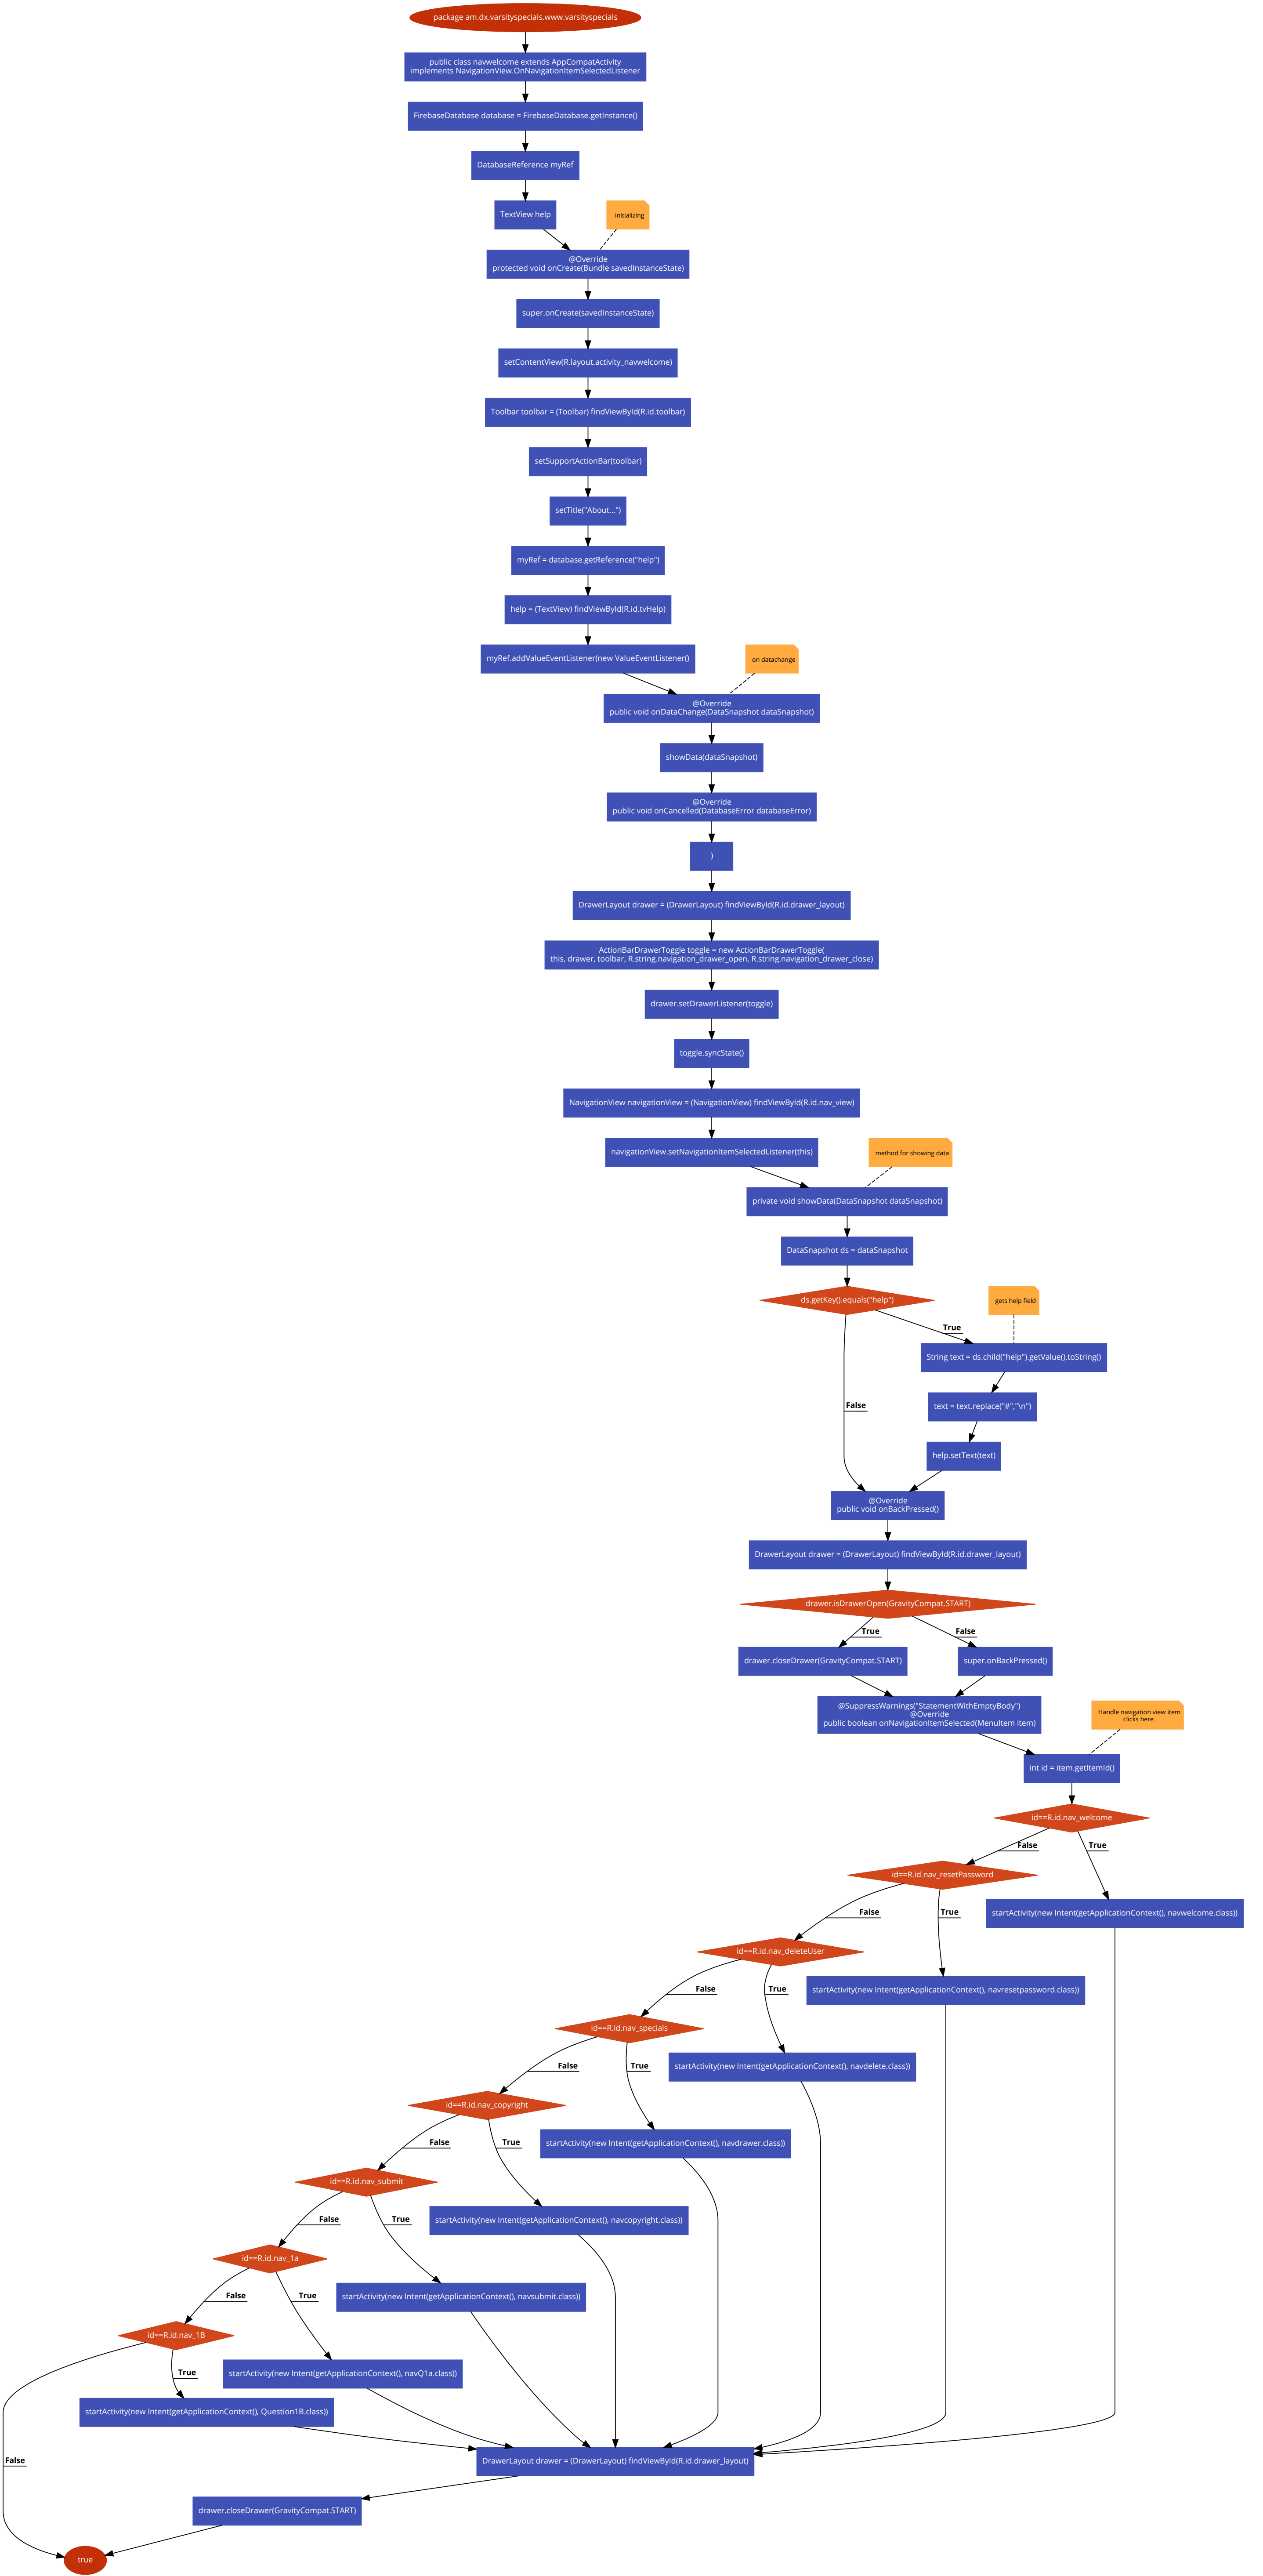 package am.dx.varsityspecials.www.varsityspecials
public class navwelcome extends AppCompatActivity
implements NavigationView.OnNavigationItemSelectedListener
FirebaseDatabase database = FirebaseDatabase.getInstance()
DatabaseReference myRef
TextView help
initializing
@Override
protected void onCreate(Bundle savedInstanceState)
super.onCreate(savedInstanceState)
setContentView(R.layout.activity_navwelcome)
Toolbar toolbar = (Toolbar) findViewById(R.id.toolbar)
setSupportActionBar(toolbar)
setTitle("About...")
myRef = database.getReference("help")
help = (TextView) findViewById(R.id.tvHelp)
myRef.addValueEventListener(new ValueEventListener()
on datachange
@Override
public void onDataChange(DataSnapshot dataSnapshot)
showData(dataSnapshot)
@Override
public void onCancelled(DatabaseError databaseError)
)
DrawerLayout drawer = (DrawerLayout) findViewById(R.id.drawer_layout)
ActionBarDrawerToggle toggle = new ActionBarDrawerToggle(
this, drawer, toolbar, R.string.navigation_drawer_open, R.string.navigation_drawer_close)
drawer.setDrawerListener(toggle)
toggle.syncState()
NavigationView navigationView = (NavigationView) findViewById(R.id.nav_view)
navigationView.setNavigationItemSelectedListener(this)
method for showing data
private void showData(DataSnapshot dataSnapshot)
DataSnapshot ds = dataSnapshot
ds.getKey().equals("help")
gets help field
True
String text = ds.child("help").getValue().toString()
False
text = text.replace("#","\n")
help.setText(text)
@Override
public void onBackPressed()
DrawerLayout drawer = (DrawerLayout) findViewById(R.id.drawer_layout)
drawer.isDrawerOpen(GravityCompat.START)
True
False
drawer.closeDrawer(GravityCompat.START)
super.onBackPressed()
@SuppressWarnings("StatementWithEmptyBody")
@Override
public boolean onNavigationItemSelected(MenuItem item)
Handle navigation view item
clicks here.
int id = item.getItemId()
id==R.id.nav_welcome
False
True
id==R.id.nav_resetPassword
startActivity(new Intent(getApplicationContext(), navwelcome.class))
False
True
id==R.id.nav_deleteUser
startActivity(new Intent(getApplicationContext(), navresetpassword.class))
False
True
id==R.id.nav_specials
startActivity(new Intent(getApplicationContext(), navdelete.class))
False
True
id==R.id.nav_copyright
startActivity(new Intent(getApplicationContext(), navdrawer.class))
False
True
id==R.id.nav_submit
startActivity(new Intent(getApplicationContext(), navcopyright.class))
False
True
id==R.id.nav_1a
startActivity(new Intent(getApplicationContext(), navsubmit.class))
False
True
id==R.id.nav_1B
startActivity(new Intent(getApplicationContext(), navQ1a.class))
True
startActivity(new Intent(getApplicationContext(), Question1B.class))
False
DrawerLayout drawer = (DrawerLayout) findViewById(R.id.drawer_layout)
drawer.closeDrawer(GravityCompat.START)
true